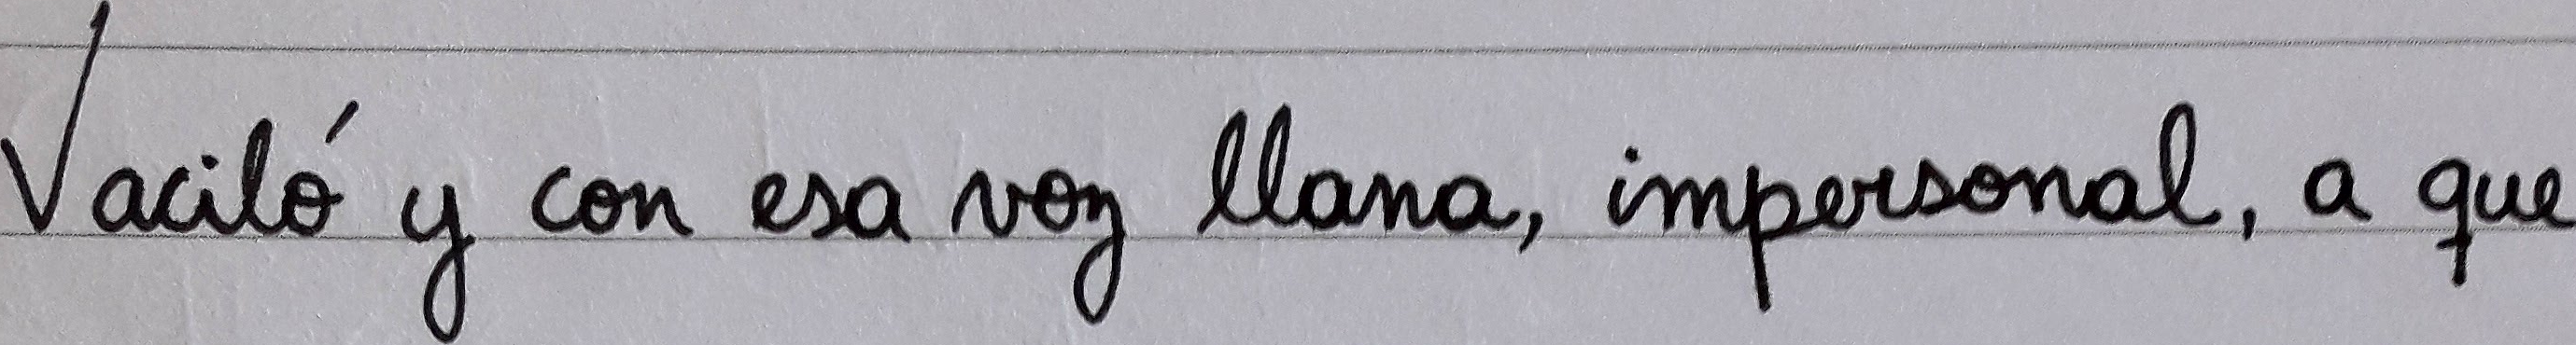 Vaciló y con esa voz llana, impersonal, a que